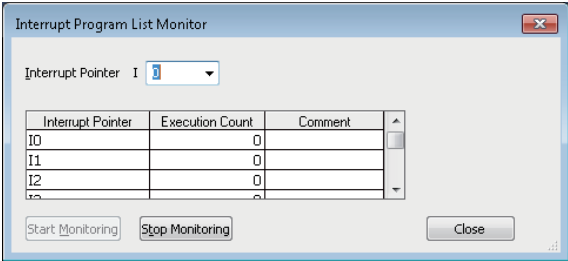 Interrupt Program List Monitor
Interrupt Pointer I 0
Interrupt Pointer Execution Count Comment
I0 0
I1 0
I2 0
Start Monitoring Stop Monitoring Close